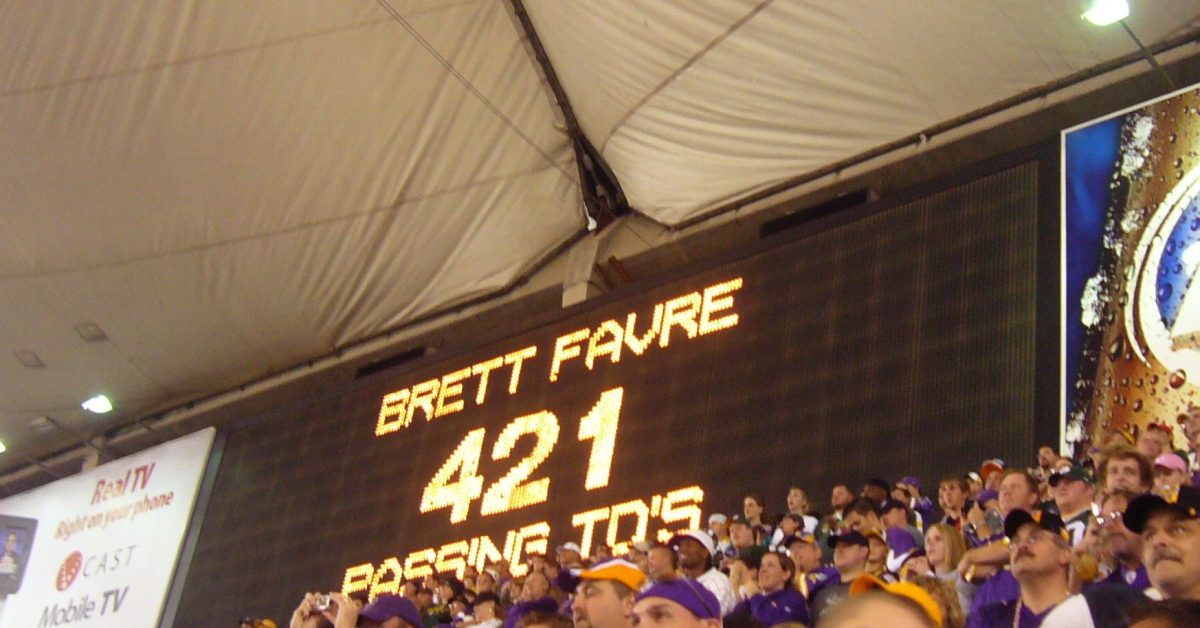 BRETT FAVRE
421
PASSING TD'S
Real TV
Right on your phone
CAST
Mobile TV